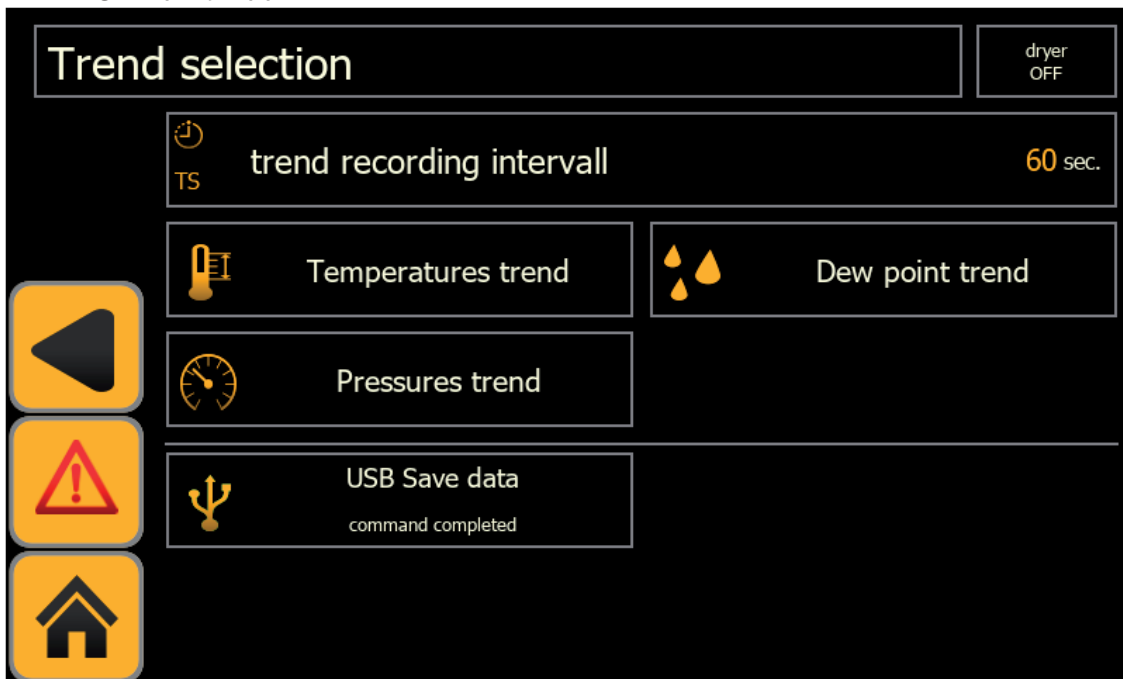 Trend selection
dryer
OFF
TS
trend recording intervall
60 sec.
Temperatures trend
Dew point trend
Pressures trend
USB Save data
command completed